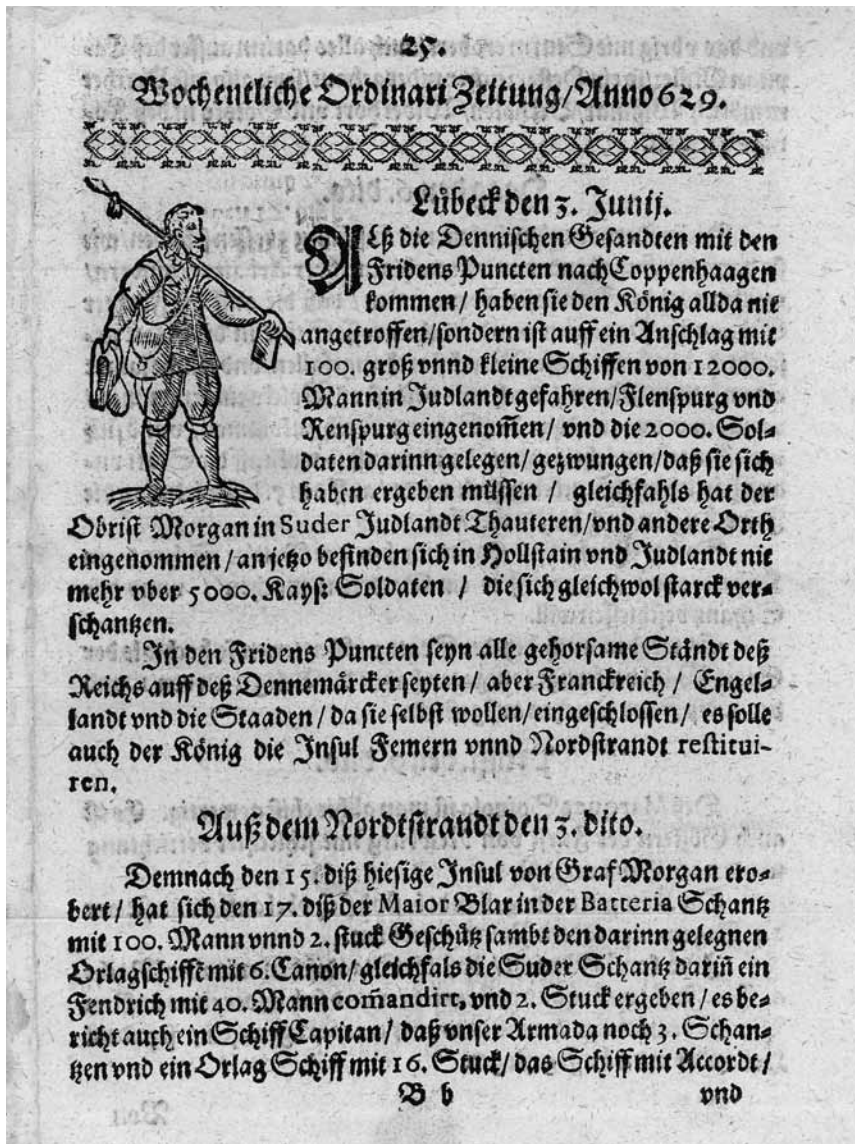 25.
Wochentliche Ordinari Zeitung/Anno 629.
Lübeck den 3. Junij.
Alß die Dennischen Gesandten mit den
Fridens Puncten nach Coppenhaagen
kommen / haben sie den König allda nit
angetroffen/sondern ist auff ein Anschlag mit
100. groß vnnd kleine Schiffen von 12000.
Mann in Judlandt gefahren/Flenspurg vnd
Renspurg eingenom̃en/ vnd die 2000. Sol-
daten darinn gelegen/ gezwungen/daß sie sich
haben ergeben müssen / gleichfahls hat der
Obrist Morgan in Suder Judlandt Thauteren/vnd andere Orth
eingenommen / an jetzo befinden sich in Hollstain vnd Judlandt nit
mehr vber 5000. Kays: Soldaten / die sich gleichwol starck ver-
schantzen.
In den Fridens Puncten seyn alle gehorsame Ständt deß
Reichs auff deß Dennemärcker seyten / aber Franckreich / Engel-
landt vnd die Staaden / da sie selbst wollen/ eingeschlossen/ es solle
auch der König die Insul Femern vnnd Nordstrandt restitui-
ren.
Auß dem Nordtstrandt den 3. dito.
Demnach den 15. diß hiesige Insul von Graf Morgan ero-
bert / hat sich den 17. diß der Maior Blar in der Batteria Schantz
mit 100. Mann vnnd 2. stuck Geschütz sambt den darinn gelegnen
Orlagschiffẽ mit 6. Canon/ gleichfals die Suder Schantz darin̄ ein
Fendrich mit 40. Mann com̄andirt, vnd 2. Stuck ergeben / es be-
richt auch ein Schiff Capitan / daß vnser Armada noch 3. Schan-
tzen vnd ein Orlag Schiff mit 16. Stuck/ das Schiff mit Accordt /
B b vnd